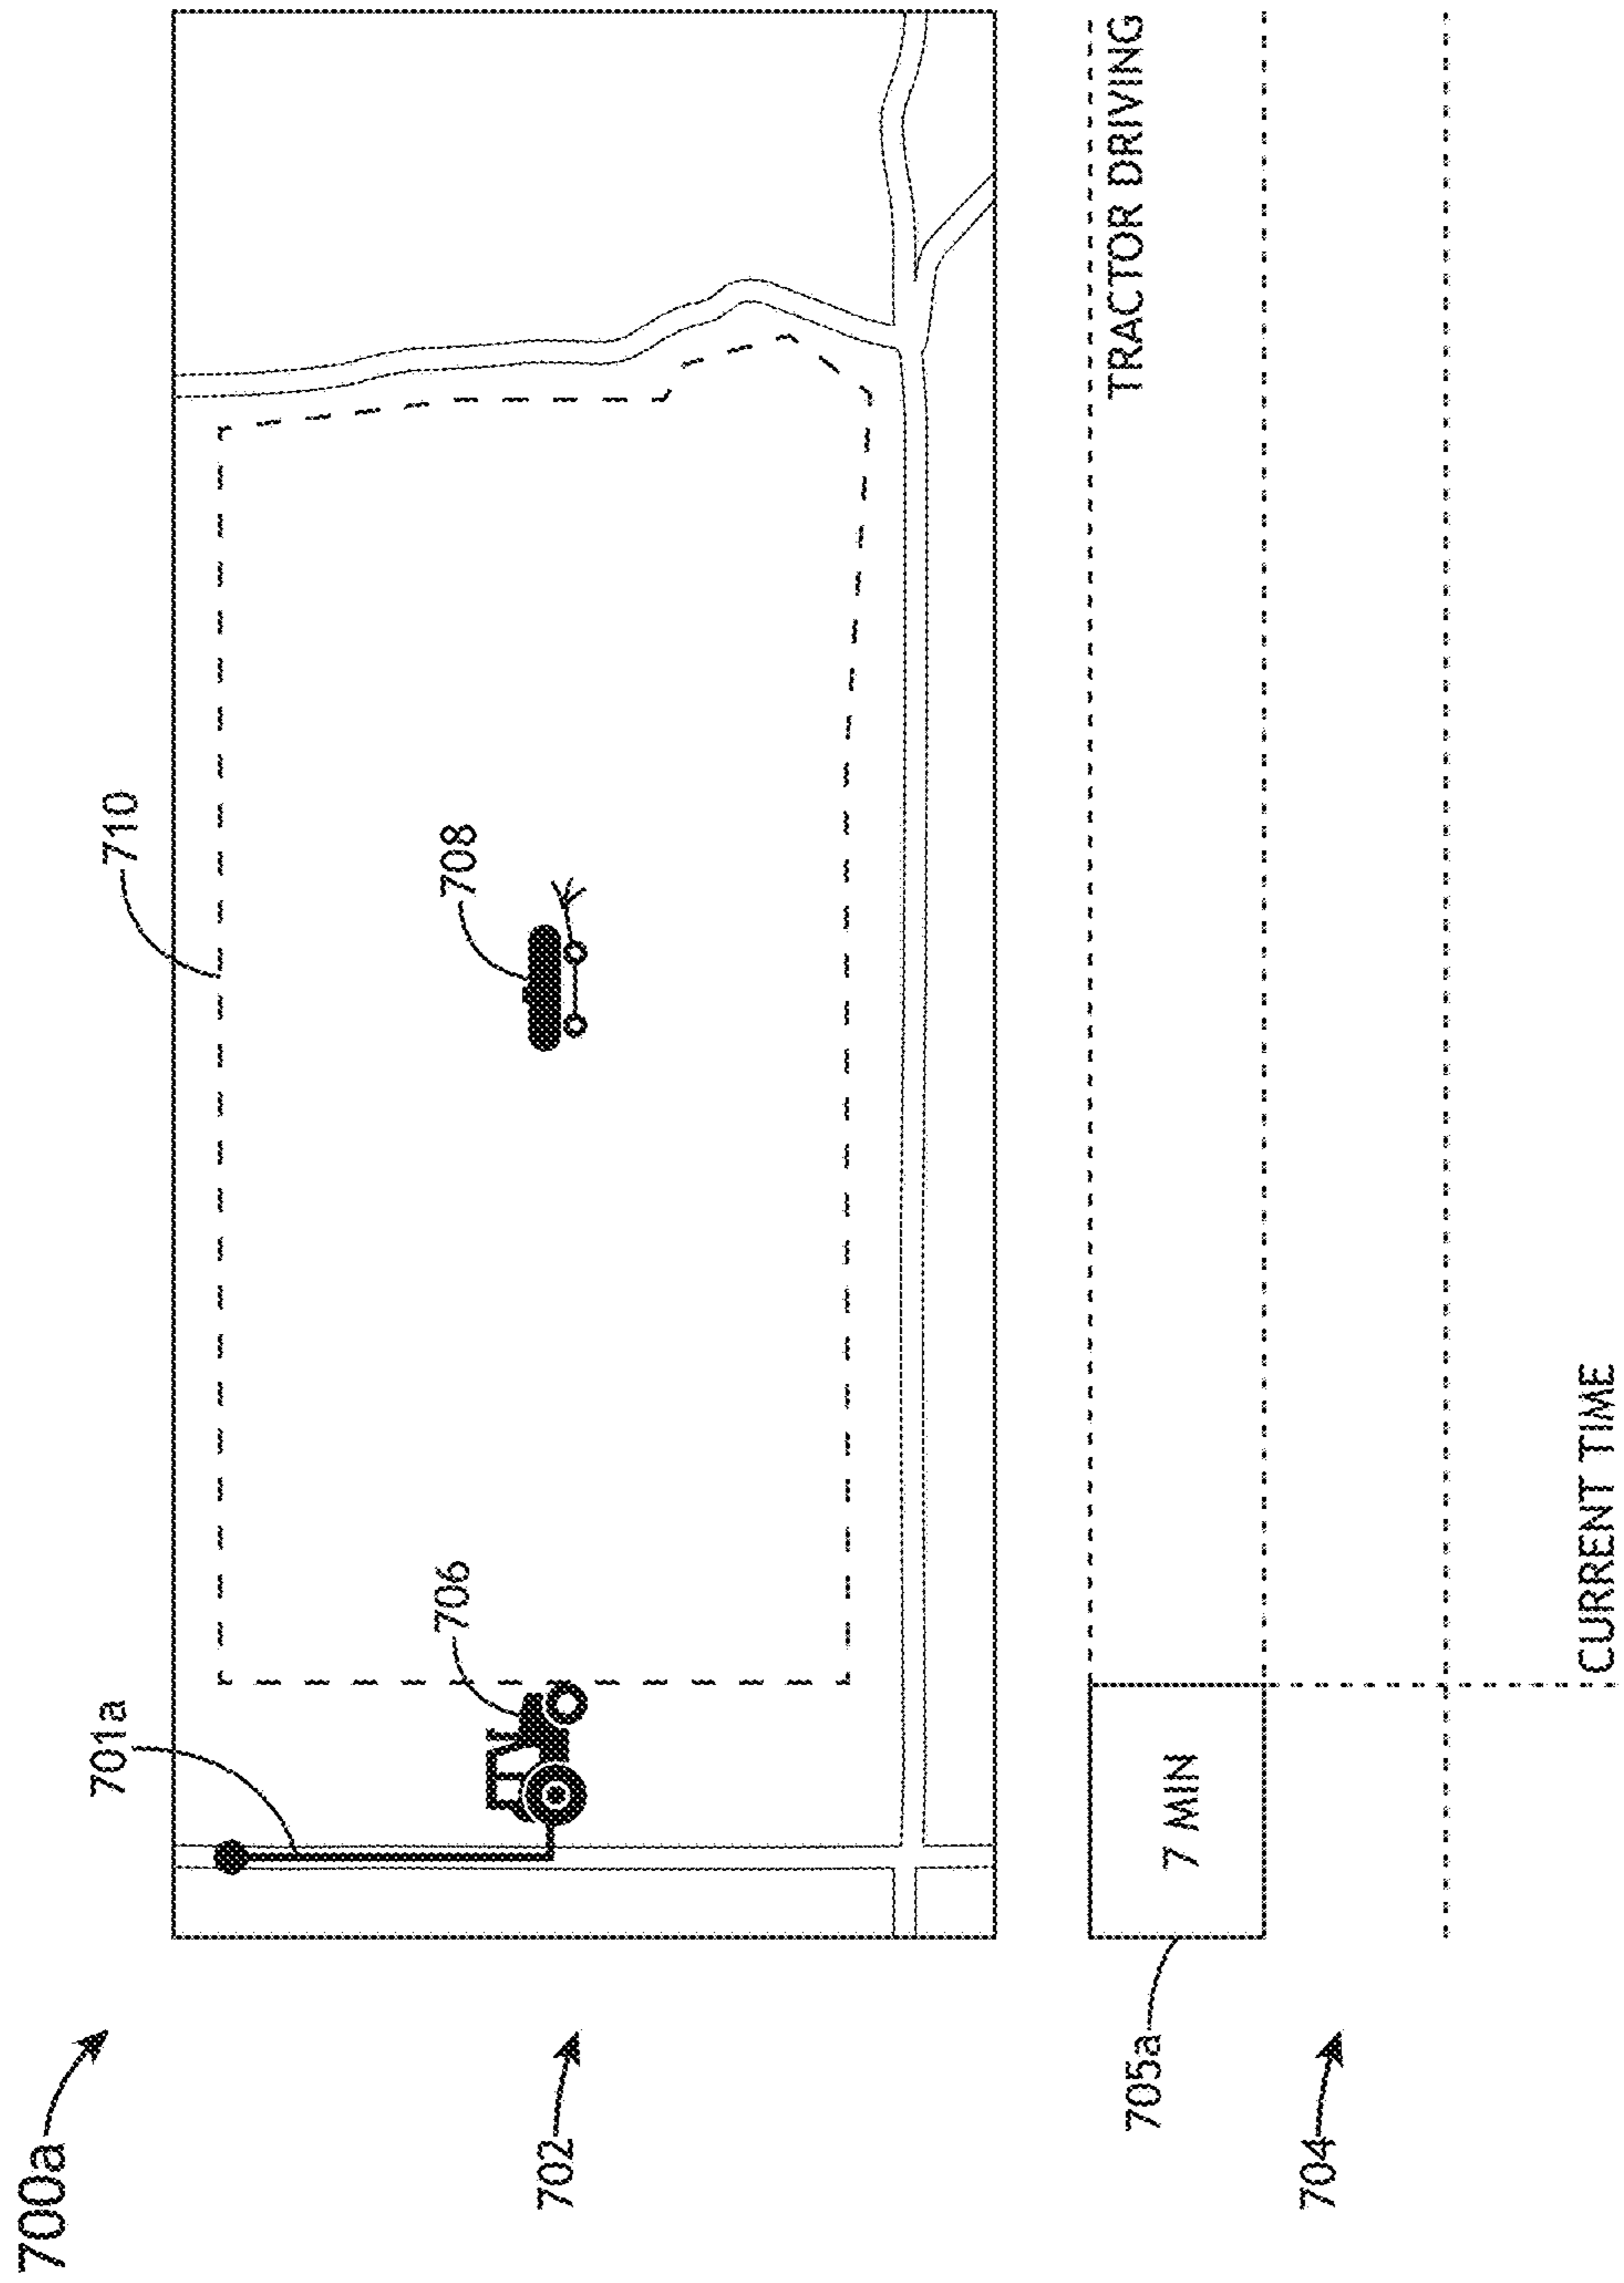 700a
701a
710
706
708
702
705a
7 MIN
TRACTOR DRIVING
704
CURRENT TIME